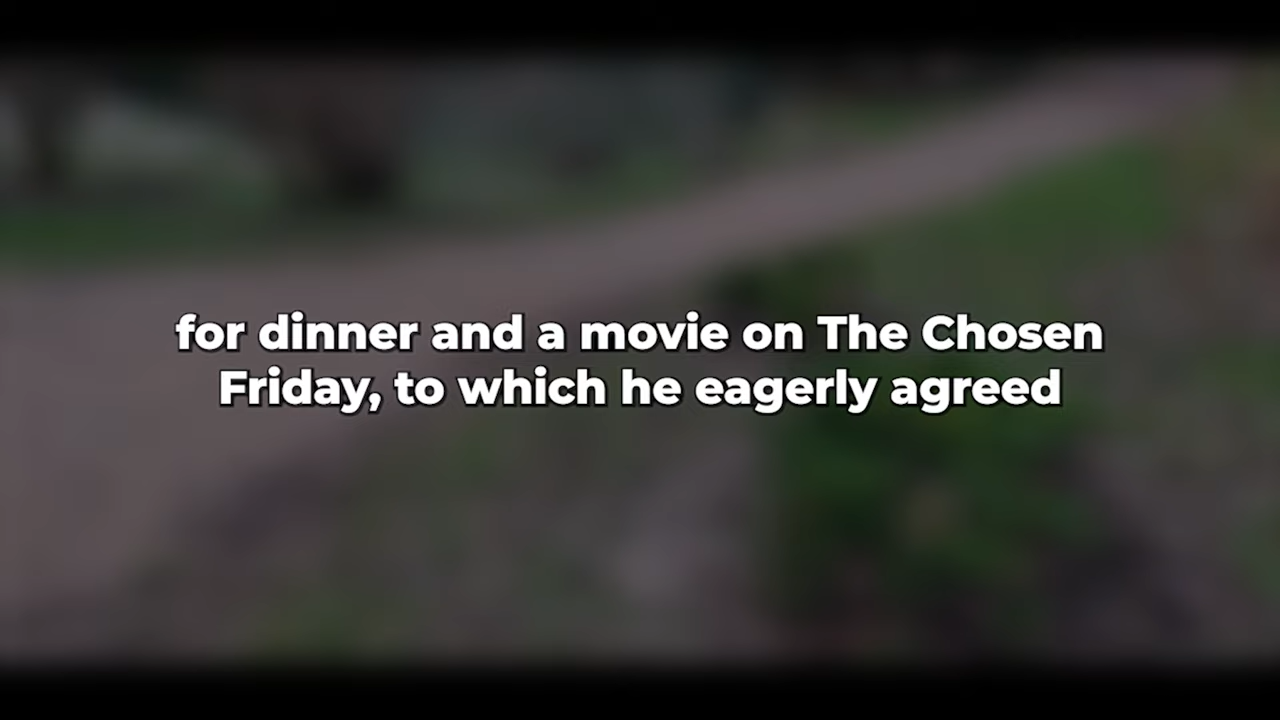 for dinner and a movie on The Chosen
Friday, to which he eagerly agreed